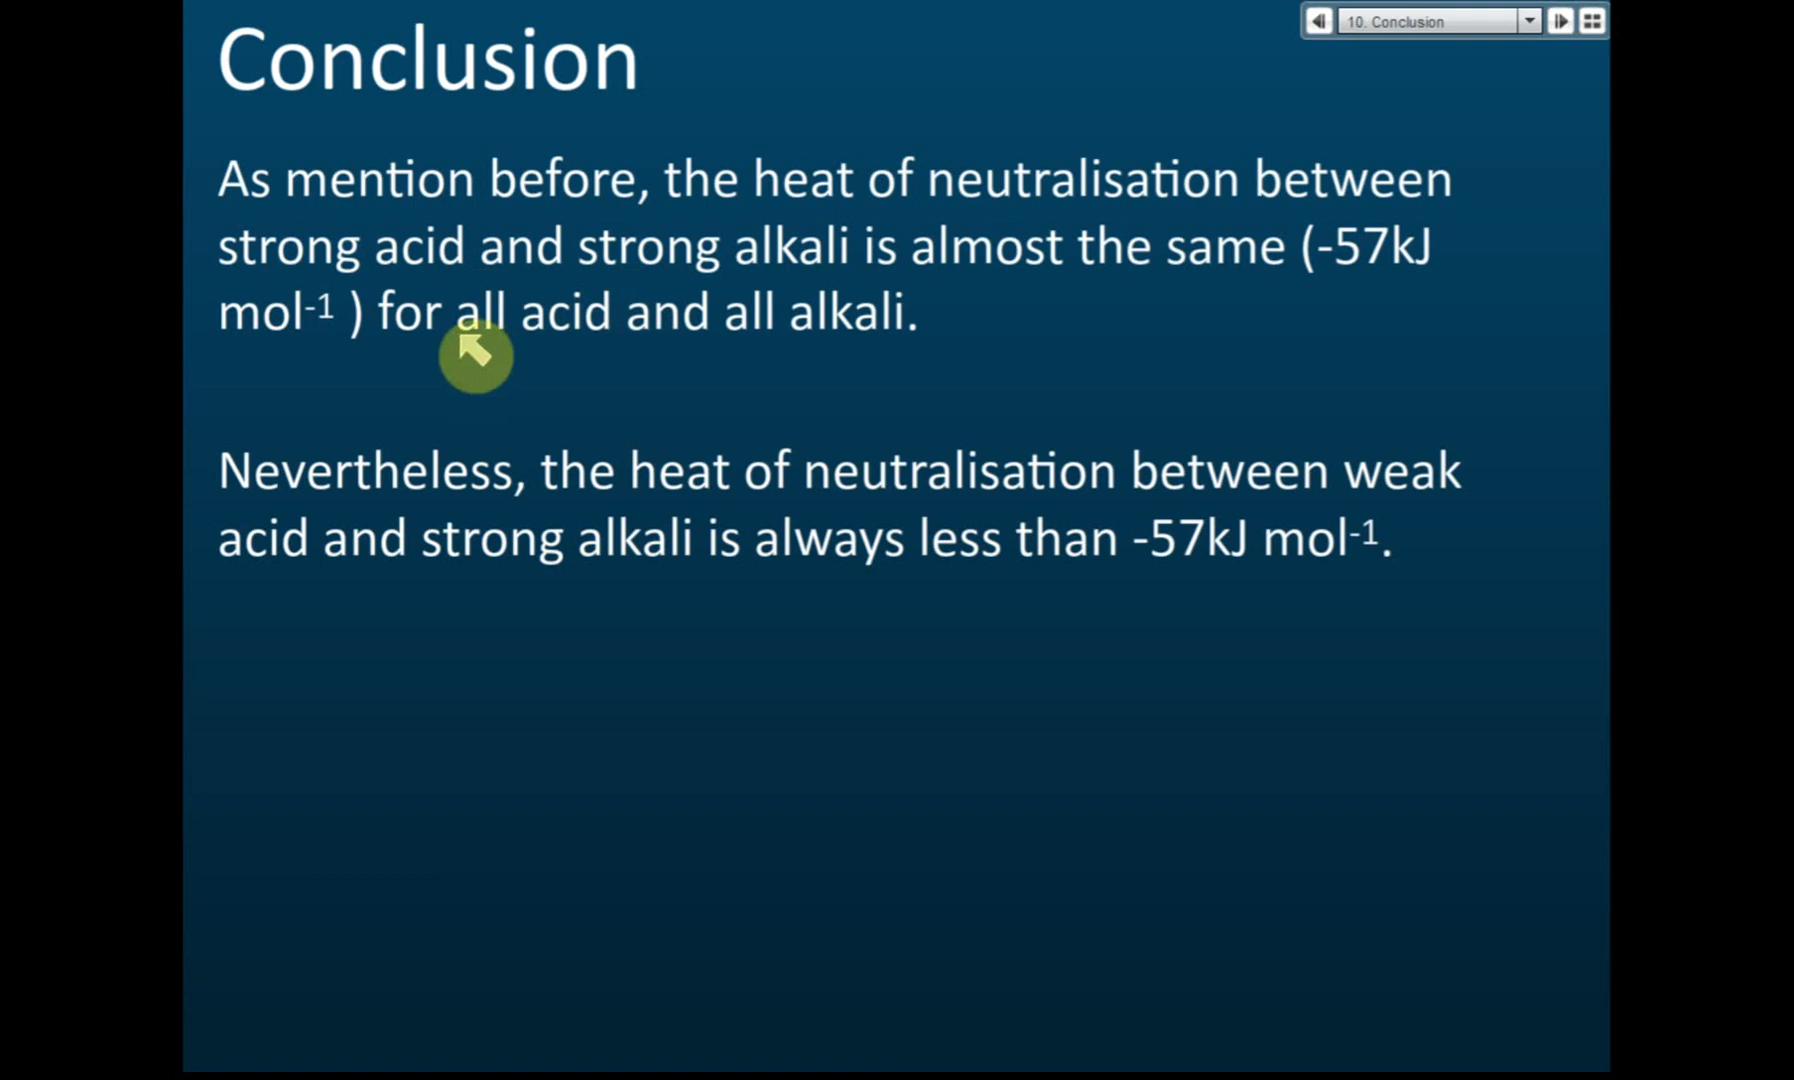 10. Conclusion
Conclusion
As mention before, the heat of neutralisation between
strong acid and strong alkali is almost the same (-57kJ
mol-1 ) for all acid and all alkali.
Nevertheless, the heat of neutralisation between weak
acid and strong alkali is always less than -57kJ mol-1.